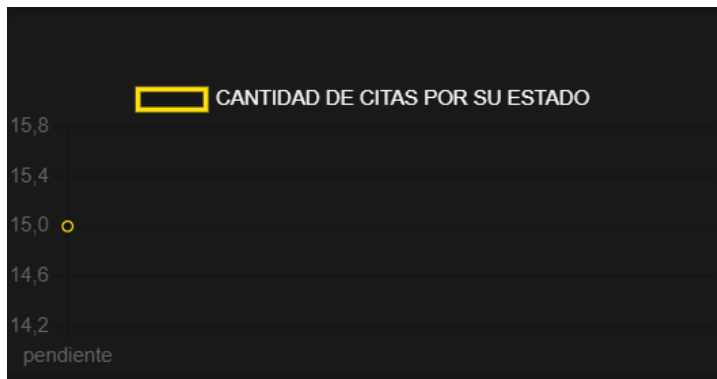 CANTIDAD DE CITAS POR SU ESTADO
15,8
15,4
15,0
14,6
14,2
pendiente